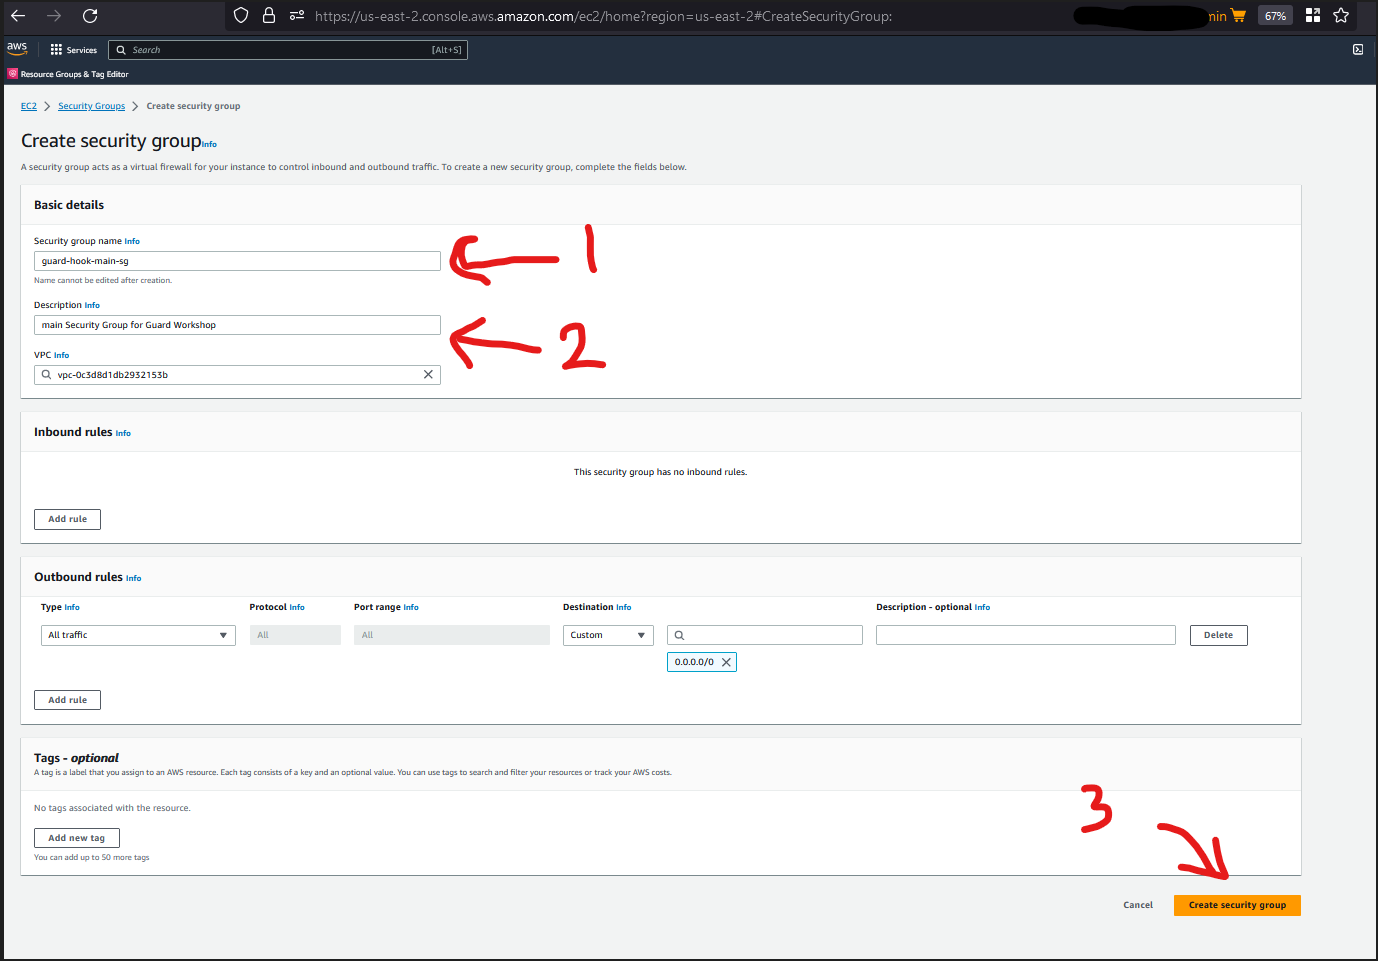 https://us-east-2.console.aws.amazon.com/ec2/home?region=us-east-2#CreateSecurityGroup:
min
67%
aws
Services
Search
[Alt+S]
Resource Groups & Tag Editor
EC2 > Security Groups > Create security group
Create security group Info
A security group acts as a virtual firewall for your instance to control inbound and outbound traffic. To create a new security group, complete the fields below.
Basic details
Security group name Info
guard-hook-main-sg
1
Name cannot be edited after creation.
Description Info
main Security Group for Guard Workshop
2
VPC Info
vpc-0c3d8d1db2932153b
Inbound rules Info
This security group has no inbound rules.
Add rule
Outbound rules Info
Type Info Protocol Info Port range Info Destination Info Description - optional Info
All traffic All All Custom Delete
0.0.0.0/0
Add rule
Tags - optional
A tag is a label that you assign to an AWS resource. Each tag consists of a key and an optional value. You can use tags to search and filter your resources or track your AWS costs.
No tags associated with the resource.
3
Add new tag
You can add up to 50 more tags
Cancel Create security group